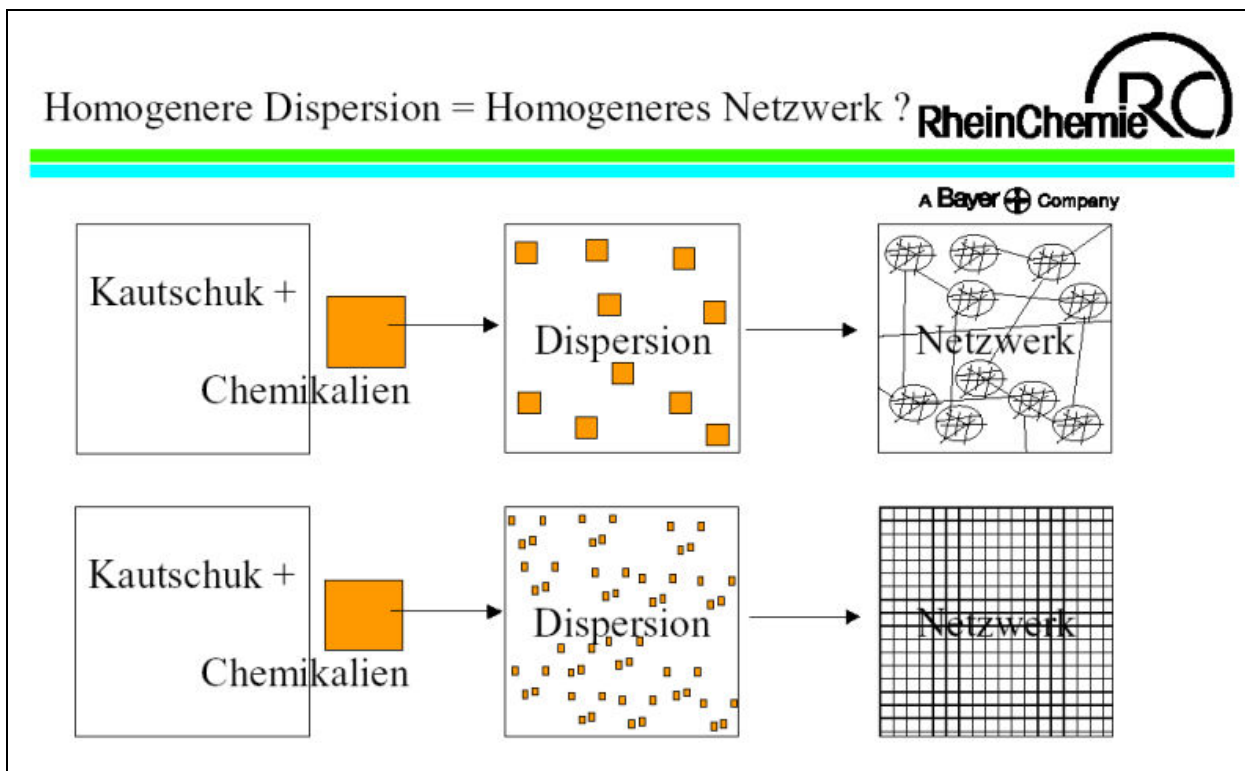 Homogenere Dispersion = Homogeneres Netzwerk ?
RheinChemie RC
A Bayer Company
Kautschuk +
Chemikalien
Dispersion
Netzwerk
Kautschuk +
Chemikalien
Dispersion
Netzwerk